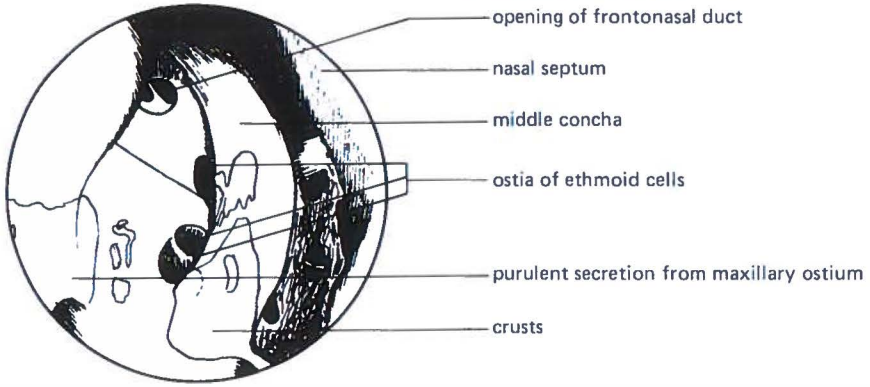 opening of frontonasal duct
nasal septum
middle concha
ostia of ethmoid cells
purulent secretion from maxillary ostium
crusts